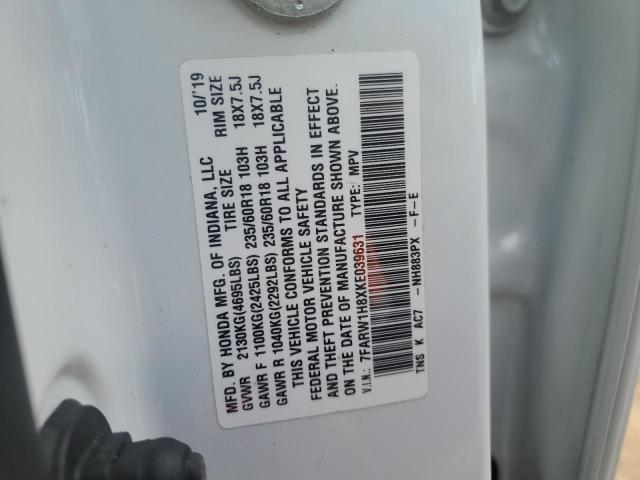 MFD. BY HONDA MFG. OF INDIANA, LLC 10/'19
TIRE SIZE RIM SIZE
GVWR 2130KG(4695LBS)
GAWR F 1100KG(2425LBS) 235/60R18 103H 18X7.5J
GAWR R 1040KG(2292LBS) 235/60R18 103H 18X7.5J
THIS VEHICLE CONFORMS TO ALL APPLICABLE
FEDERAL MOTOR VEHICLE SAFETY
AND THEFT PREVENTION STANDARDS IN EFFECT
ON THE DATE OF MANUFACTURE SHOWN ABOVE.
V.I.N.: 7FARW1H8XKE039631 TYPE: MPV
TNS K AC7 -NH883PX -F-E